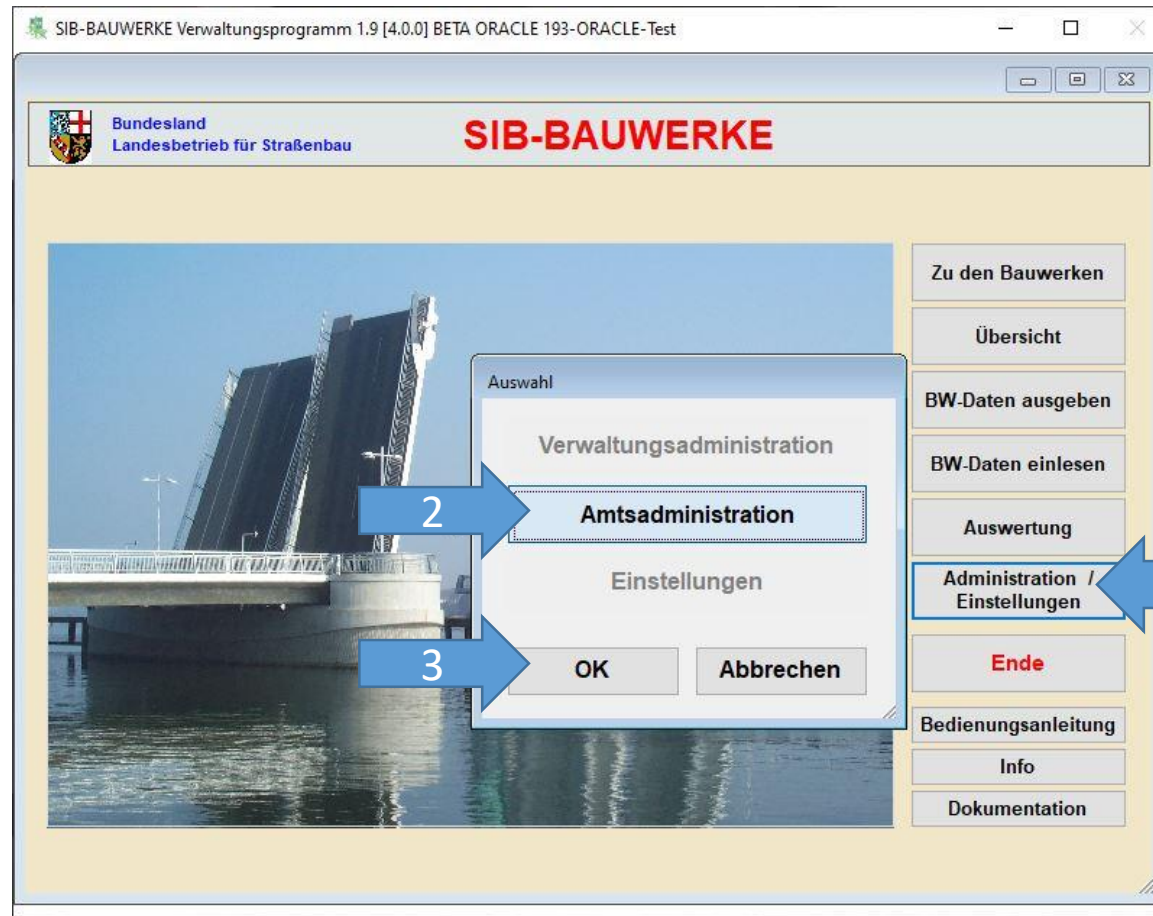 SIB-BAUWERKE Verwaltungsprogramm 1.9 [4.0.0] BETA ORACLE 193-ORACLE-Test
Bundesland
Landesbetrieb für Straßenbau
SIB-BAUWERKE
Zu den Bauwerken
Übersicht
BW-Daten ausgeben
BW-Daten einlesen
Auswertung
Administration /
Einstellungen
Ende
Bedienungsanleitung
Info
Dokumentation
Auswahl
Verwaltungsadministration
2
Amtsadministration
Einstellungen
3
OK
Abbrechen